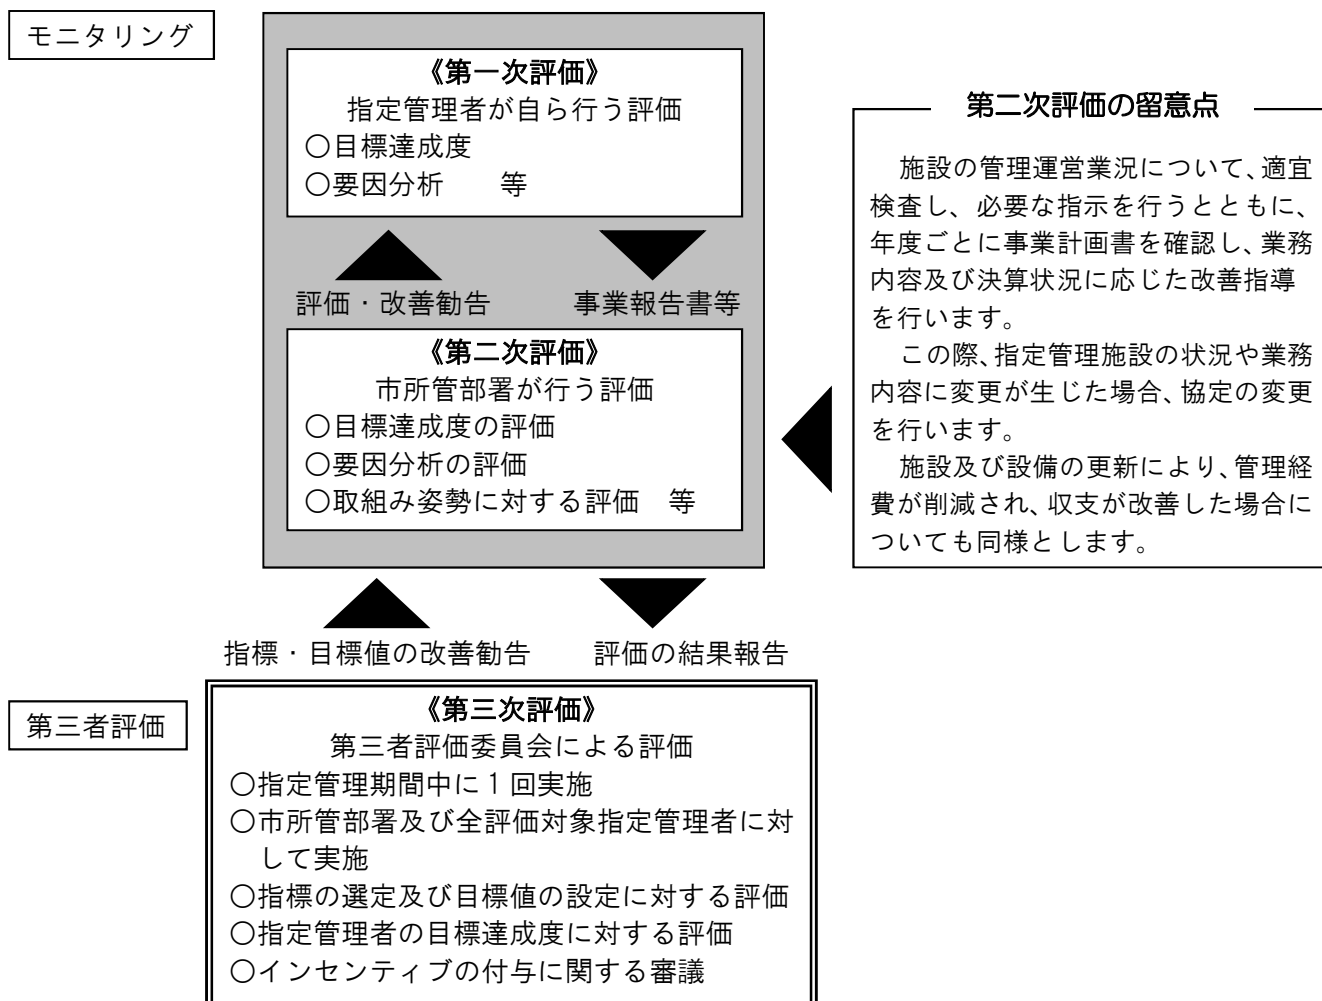 モニタリング
《第一次評価》
指定管理者が自ら行う評価
○目標達成度
○要因分析　等
評価・改善勧告
事業報告書等
《第二次評価》
市所管部署が行う評価
○目標達成度の評価
○要因分析の評価
○取組み姿勢に対する評価　等
第二次評価の留意点
施設の管理運営業況について、適宜
検査し、必要な指示を行うとともに、
年度ごとに事業計画書を確認し、業務
内容及び決算状況に応じた改善指導
を行います。
この際、指定管理施設の状況や業務
内容に変更が生じた場合、協定の変更
を行います。
施設及び設備の更新により、管理経
費が削減され、収支が改善した場合に
ついても同様とします。
指標・目標値の改善勧告
評価の結果報告
第三者評価
《第三次評価》
第三者評価委員会による評価
○指定管理期間中に１回実施
○市所管部署及び全評価対象指定管理者に対
して実施
○指標の選定及び目標値の設定に対する評価
○指定管理者の目標達成度に対する評価
○インセンティブの付与に関する審議